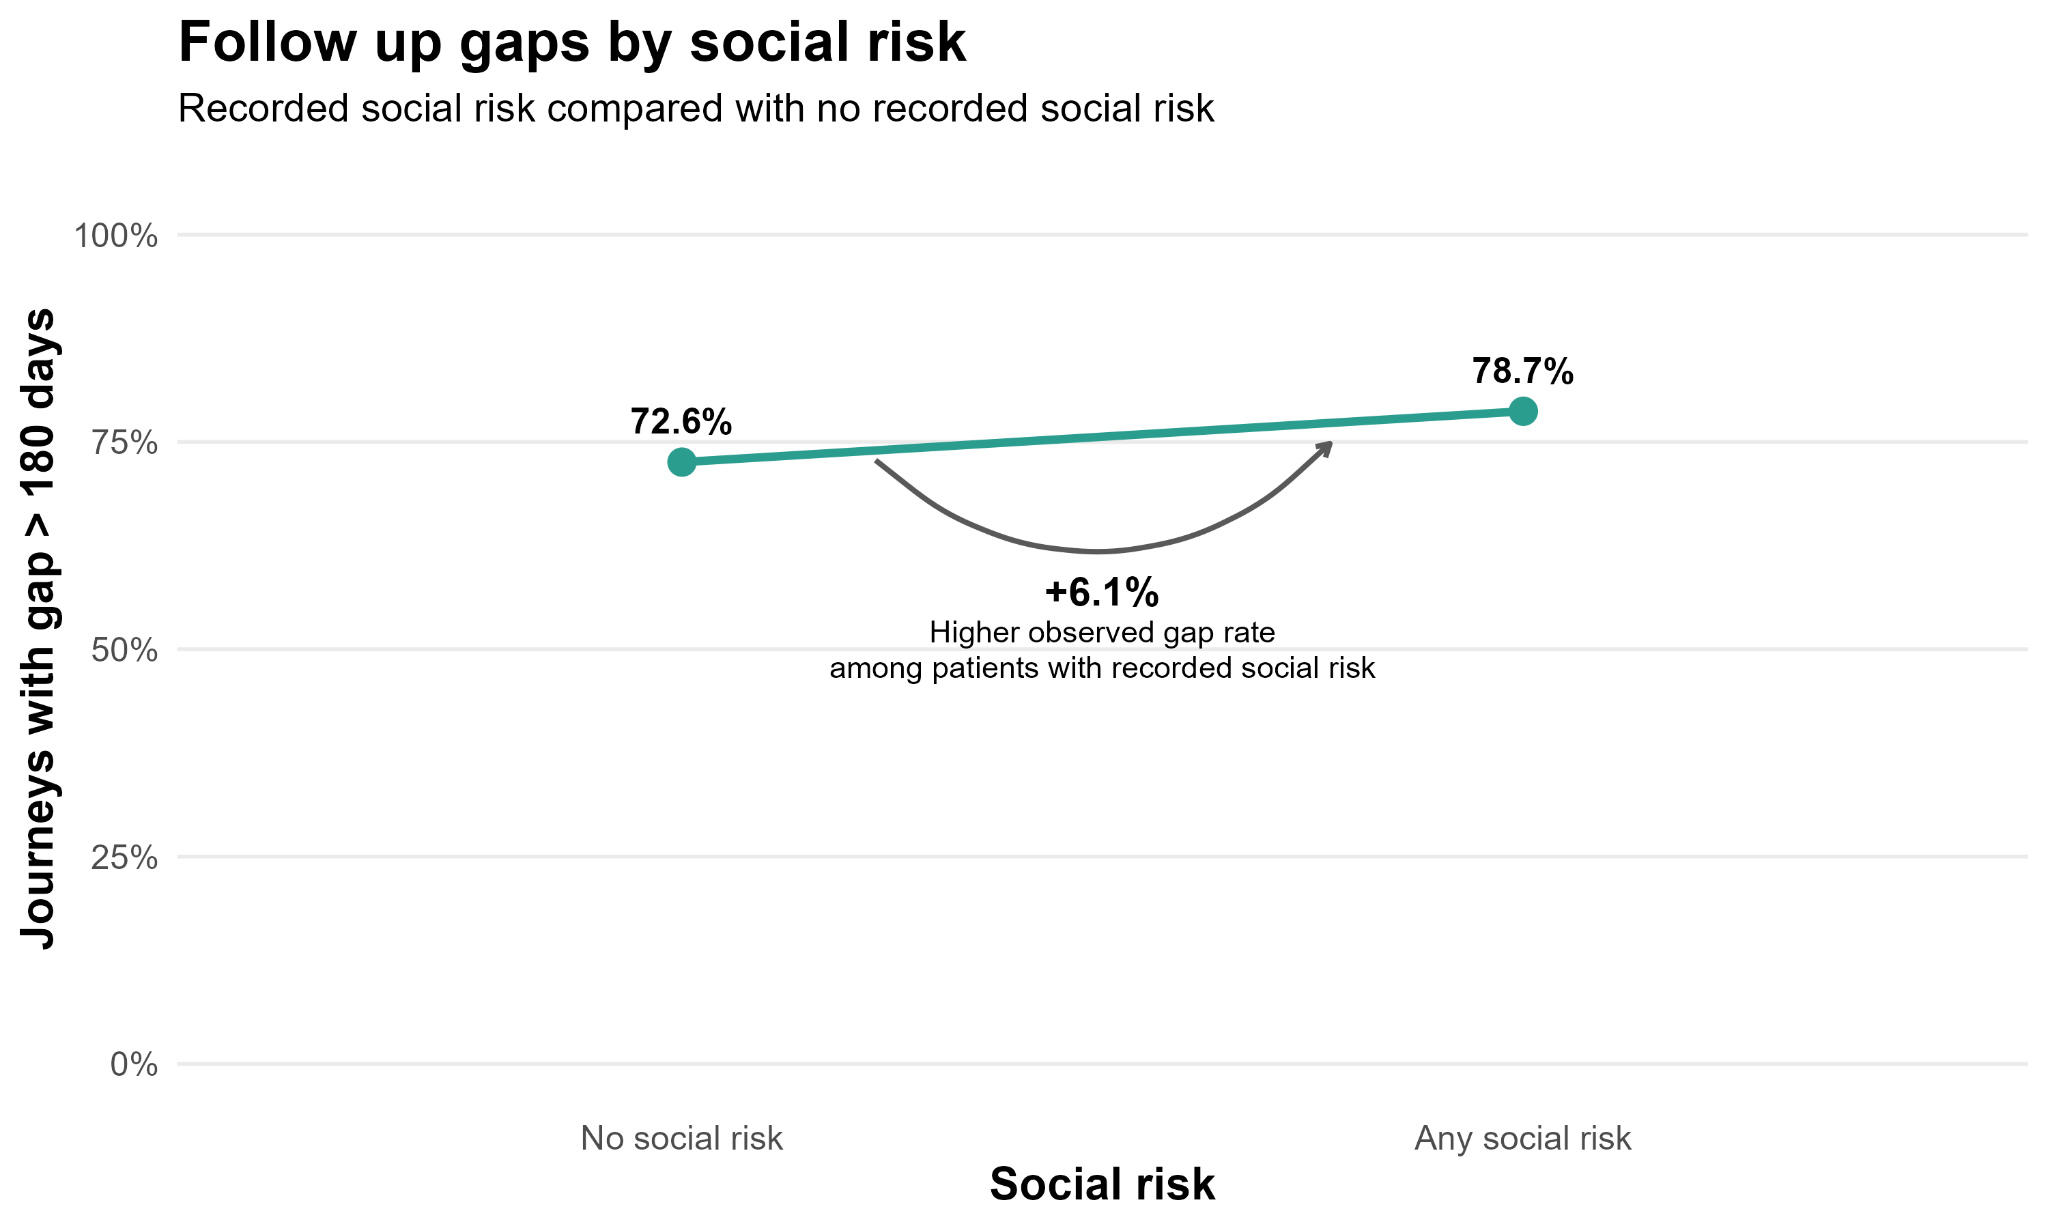 Follow up gaps by social risk
Recorded social risk compared with no recorded social risk
Journeys with gap > 180 days
100%
75%
50%
25%
0%
72.6%
78.7%
+6.1%
Higher observed gap rate
among patients with recorded social risk
No social risk
Any social risk
Social risk